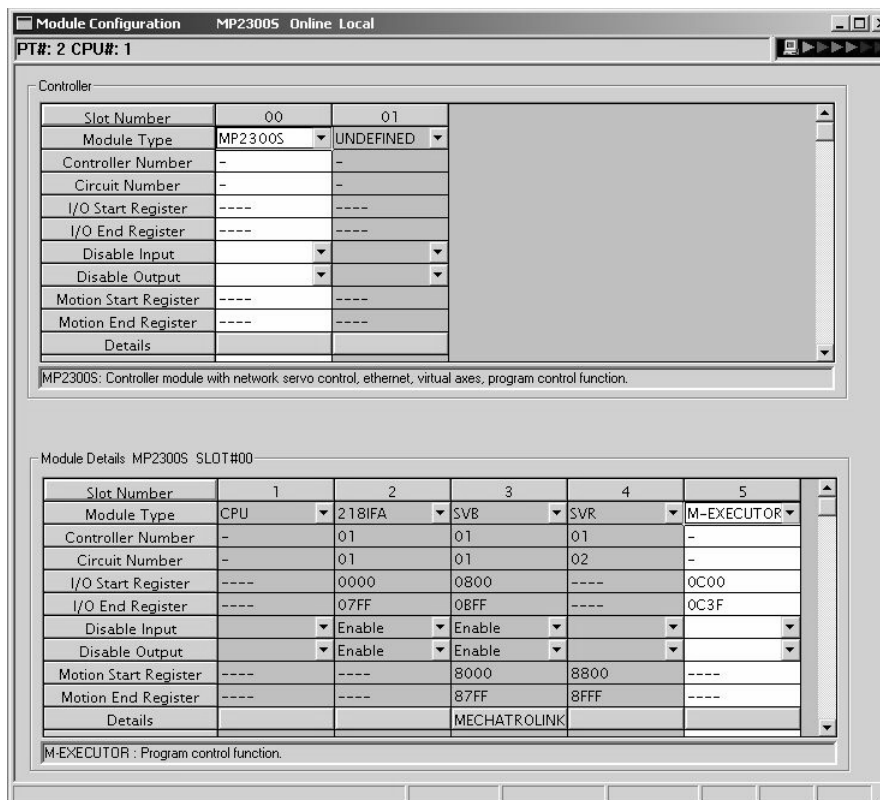 Module Configuration MP2300S Online Local
PT#: 2 CPU#: 1
Controller
Slot Number 00 01
Module Type MP2300S UNDEFINED
Controller Number - -
Circuit Number - -
I/O Start Register ---- ----
I/O End Register ---- ----
Disable Input
Disable Output
Motion Start Register ---- ----
Motion End Register ---- ----
Details
MP2300S: Controller module with network servo control, ethernet, virtual axes, program control function.
Module Details MP2300S SLOT#00
Slot Number 1 2 3 4 5
Module Type CPU 218IFA SVB SVR M-EXECUTOR
Controller Number - 01 01 01 -
Circuit Number - 01 01 02 -
I/O Start Register ---- 0000 0800 ---- 0C00
I/O End Register ---- 07FF 0BFF ---- 0C3F
Disable Input Enable Enable
Disable Output Enable Enable
Motion Start Register ---- ---- 8000 8800 ----
Motion End Register ---- ---- 87FF 8FFF ----
Details MECHATROLINK
M-EXECUTOR : Program control function.